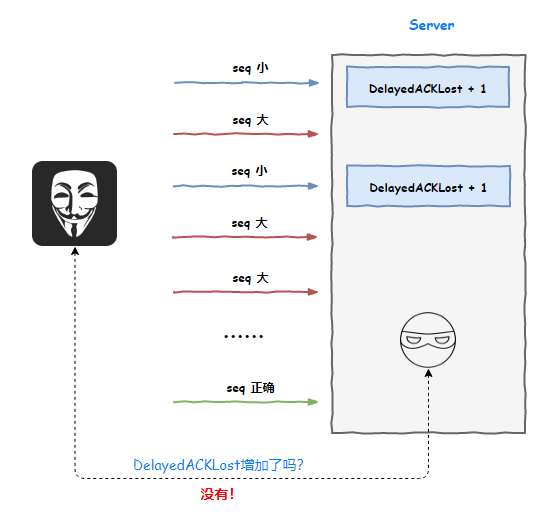 Server
seq 小
DelayedACKLost + 1
seq 大
seq 小
DelayedACKLost + 1
seq 大
seq 大
......
seq 正确
DelayedACKLost增加了吗?
没有!